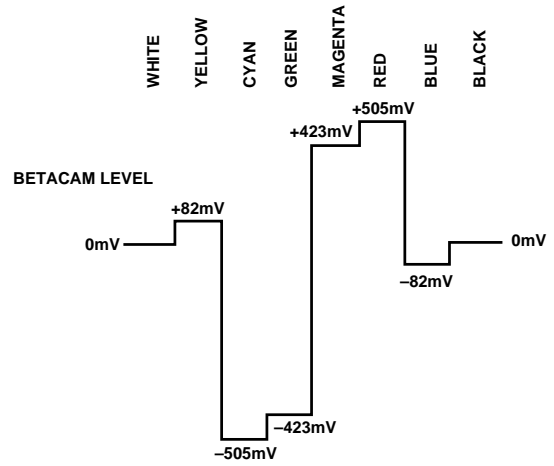 WHITE
YELLOW
CYAN
GREEN
MAGENTA
RED
BLUE
BLACK
+505mV
+423mV
BETACAM LEVEL
+82mV
0mV
0mV
–82mV
–423mV
–505mV